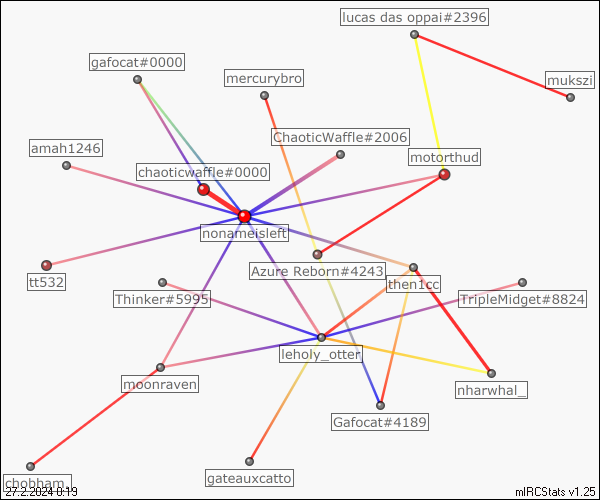 lucas das oppai#2396
gafocat#0000
mercurybro
mukszi
ChaoticWaffle#2006
amah1246
motorthud
chaoticwaffle#0000
nonameisleft
Azure Reborn#4243
tt532
then1cc
Thinker#5995
TripleMidget#8824
leholy_otter
moonraven
nharwhal_
Gafocat#4189
gateauxcatto
chobham_
27.2.2024 0:19
mIRCStats v1.25